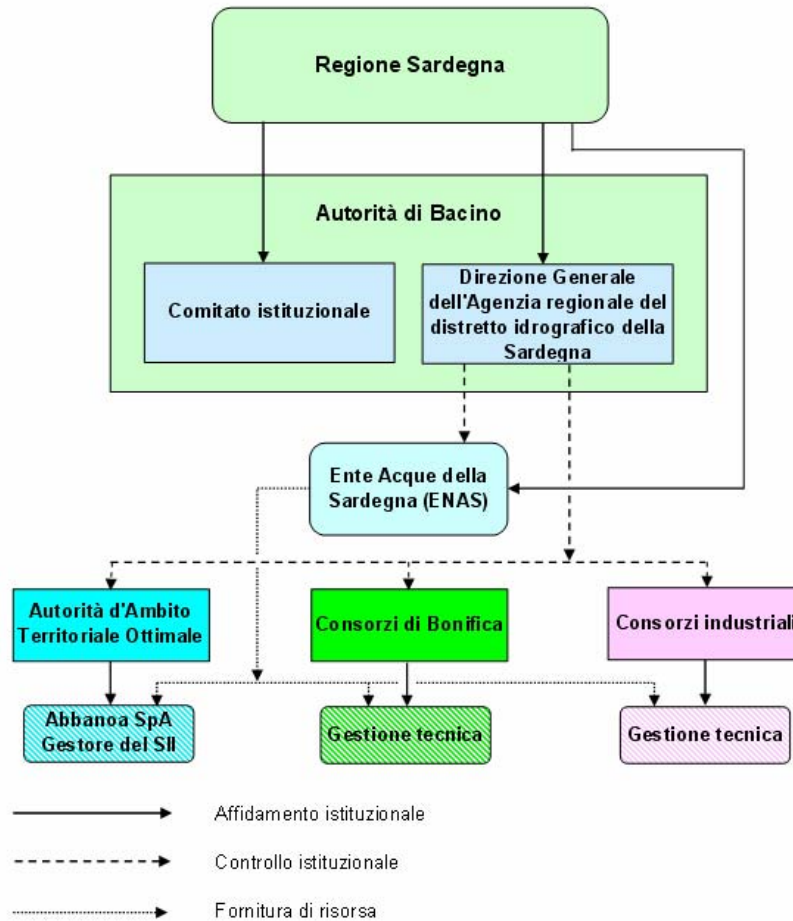 Regione Sardegna
Autorità di Bacino
Comitato istituzionale
Direzione Generale
dell'Agenzia regionale del
distretto idrografico della
Sardegna
Ente Acque della
Sardegna (ENAS)
Autorità d'Ambito
Territoriale Ottimale
Consorzi di Bonifica
Consorzi industriali
Abbanoa SpA
Gestore del SII
Gestione tecnica
Gestione tecnica
Affidamento istituzionale
Controllo istituzionale
Fornitura di risorsa